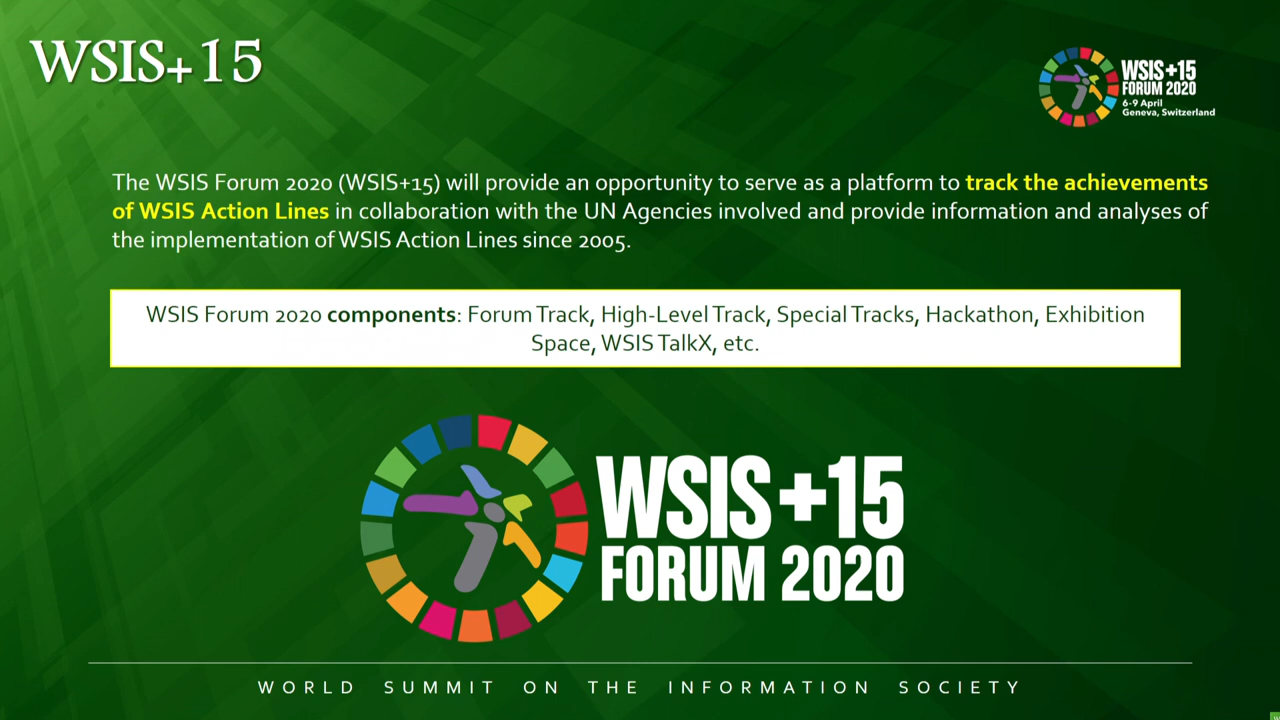 WSIS+15
WSIS+15
FORUM 2020
6-9 April
Geneva, Switzerland
The WSIS Forum 2020 (WSIS+15) will provide an opportunity to serve as a platform to track the achievements
of WSIS Action Lines in collaboration with the UN Agencies involved and provide information and analyses of
the implementation of WSIS Action Lines since 2005.
WSIS Forum 2020 components: Forum Track, High-Level Track, Special Tracks, Hackathon, Exhibition
Space, WSIS TalkX, etc.
WSIS+15
FORUM 2020
WORLD SUMMIT ON THE INFORMATION SOCIETY